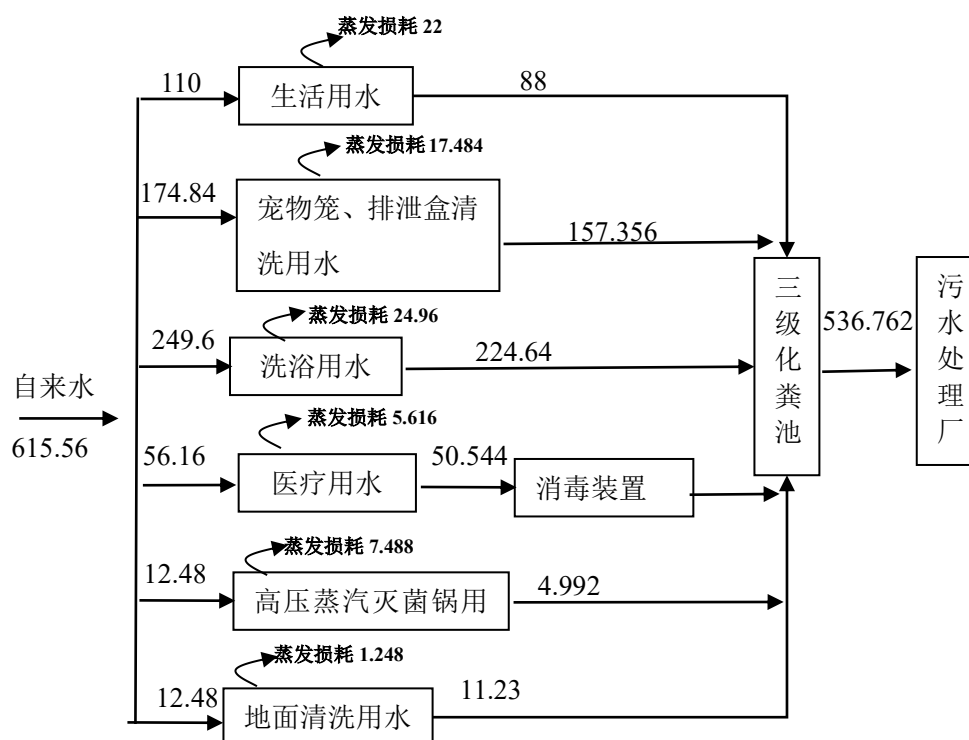 蒸发损耗 22
110
生活用水
88
蒸发损耗 17.484
174.84
宠物笼、排泄盒清
洗用水
157.356
蒸发损耗 24.96
249.6
洗浴用水
224.64
自来水
615.56
蒸发损耗 5.616
56.16
医疗用水
50.544
消毒装置
蒸发损耗 7.488
12.48
高压蒸汽灭菌锅用
4.992
蒸发损耗 1.248
12.48
地面清洗用水
11.23
三级化粪池
536.762
污水处理厂